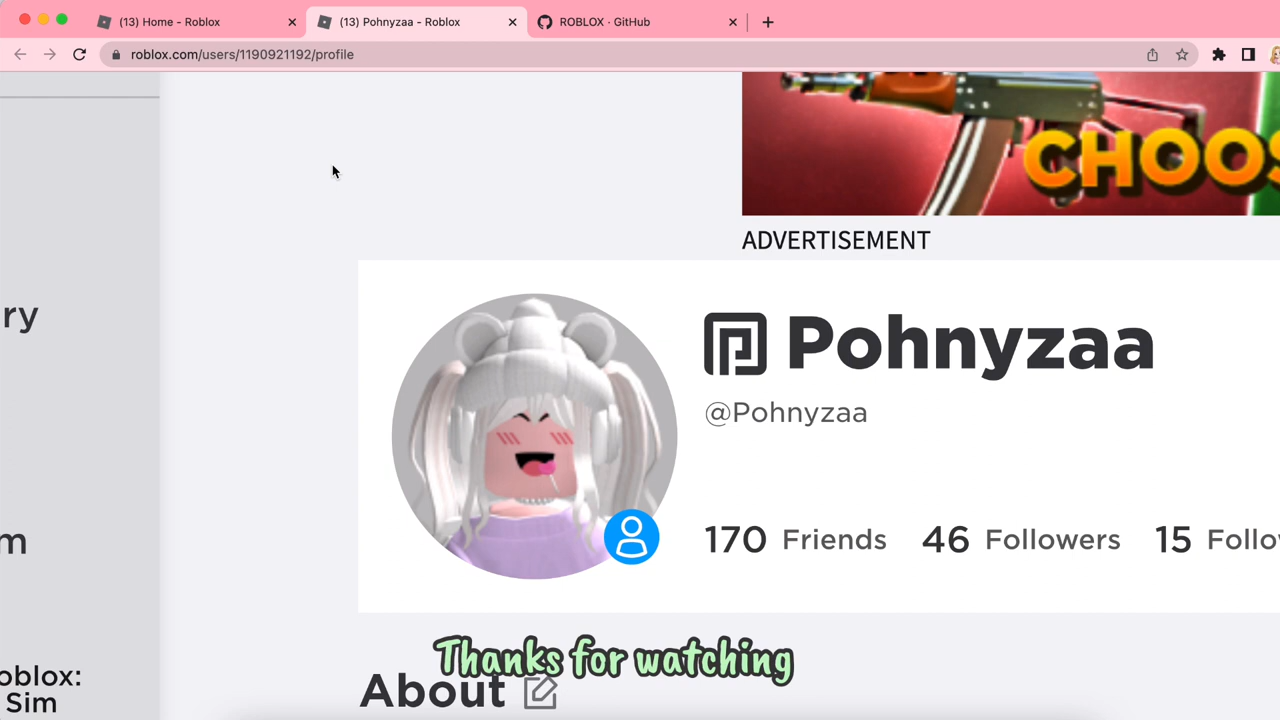 (13) Home - Roblox
(13) Pohnyzaa - Roblox
ROBLOX · GitHub
roblox.com/users/1190921192/profile
CHOOS
ADVERTISEMENT
ry
Pohnyzaa
@Pohnyzaa
170 Friends 46 Followers 15 Follo
m
Thanks for watching
oblox:
Sim
About